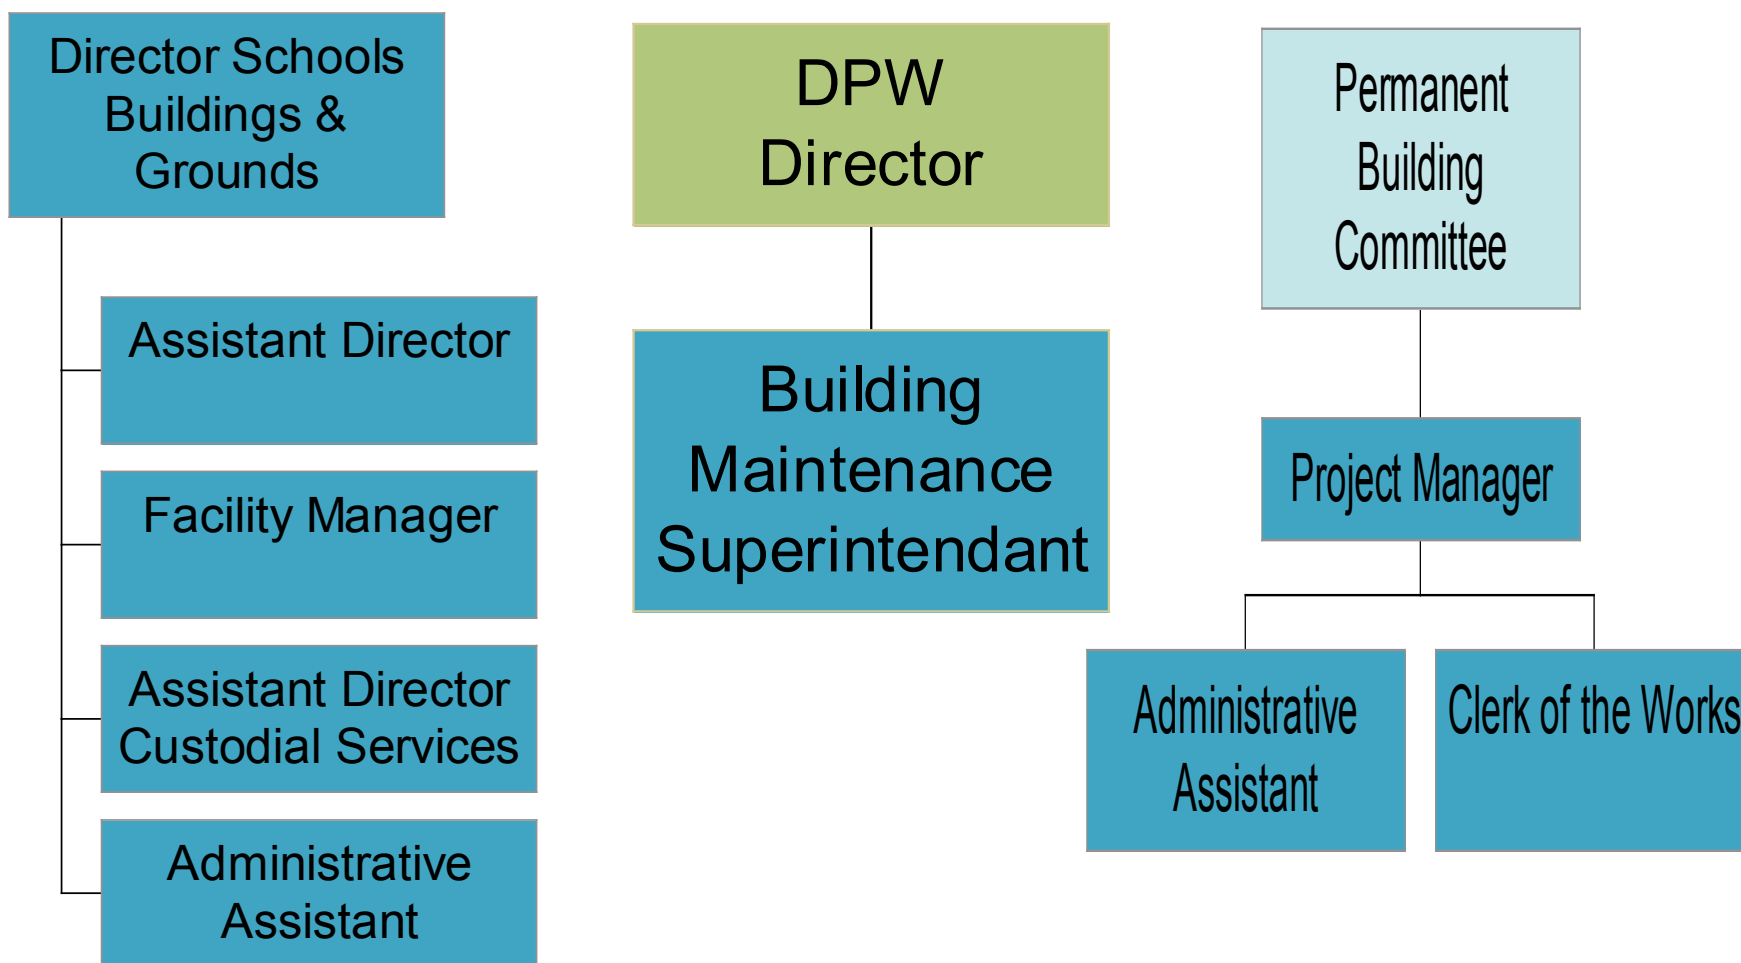 Director Schools
Buildings &
Grounds
Assistant Director
Facility Manager
Assistant Director
Custodial Services
Administrative
Assistant
DPW
Director
Building
Maintenance
Superintendant
Permanent
Building
Committee
Project Manager
Administrative
Assistant
Clerk of the Works